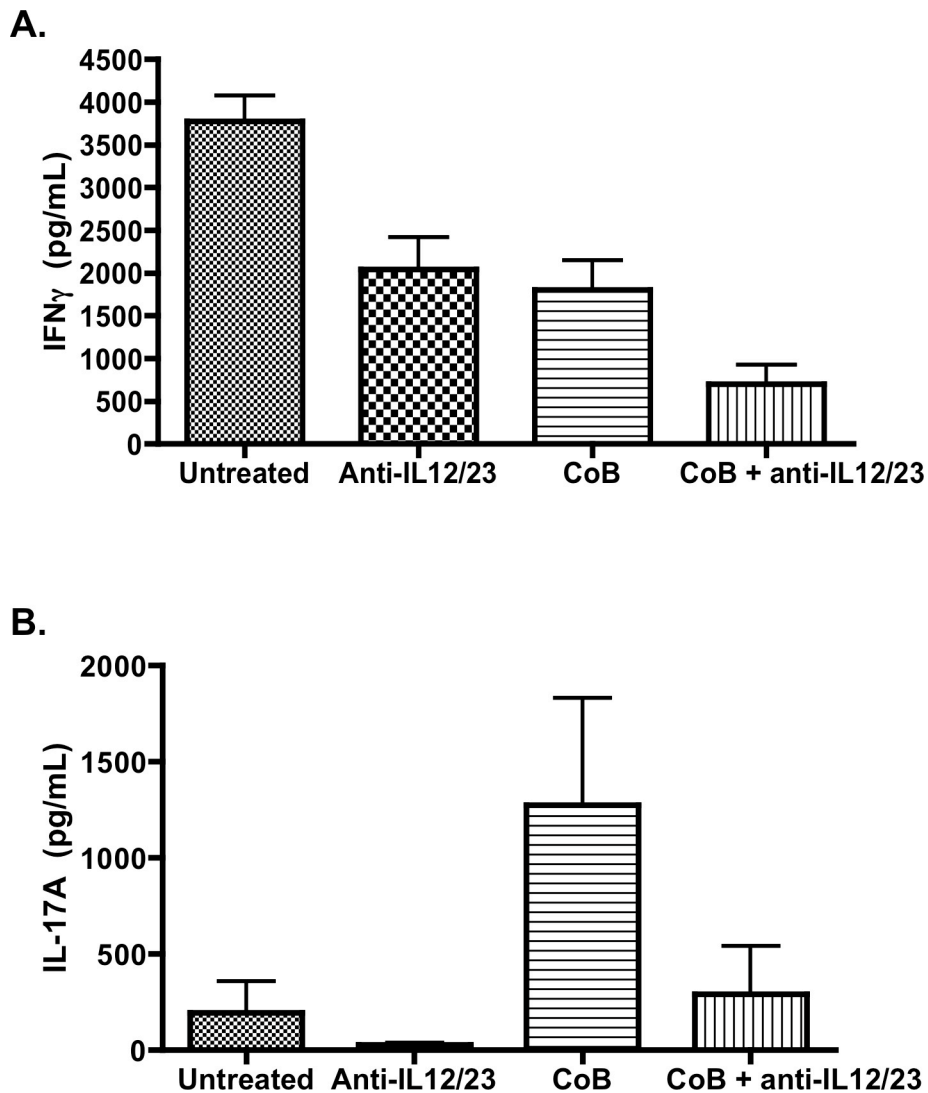 A.
4500
4000
3500
3000
2500
2000
1500
1000
500
0
IFNγ (pg/mL)
Untreated Anti-IL12/23 CoB CoB + anti-IL12/23
B.
2000
1500
1000
500
0
IL-17A (pg/mL)
Untreated Anti-IL12/23 CoB CoB + anti-IL12/23